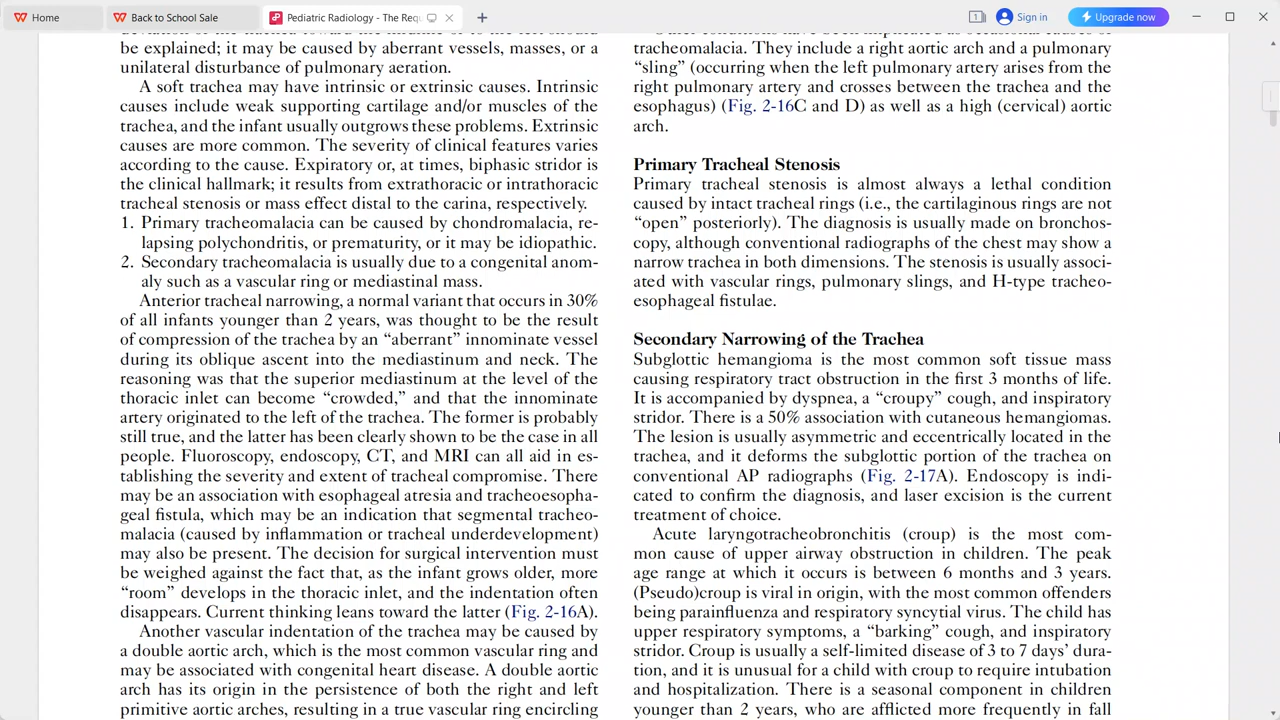 Home
Back to School Sale
Pediatric Radiology - The Requ
1
Sign in
Upgrade now
be explained; it may be caused by aberrant vessels, masses, or a
unilateral disturbance of pulmonary aeration.
A soft trachea may have intrinsic or extrinsic causes. Intrinsic
causes include weak supporting cartilage and/or muscles of the
trachea, and the infant usually outgrows these problems. Extrinsic
causes are more common. The severity of clinical features varies
according to the cause. Expiratory or, at times, biphasic stridor is
the clinical hallmark; it results from extrathoracic or intrathoracic
tracheal stenosis or mass effect distal to the carina, respectively.
1. Primary tracheomalacia can be caused by chondromalacia, re-
lapsing polychondritis, or prematurity, or it may be idiopathic.
2. Secondary tracheomalacia is usually due to a congenital anom-
aly such as a vascular ring or mediastinal mass.
Anterior tracheal narrowing, a normal variant that occurs in 30%
of all infants younger than 2 years, was thought to be the result
of compression of the trachea by an “aberrant” innominate vessel
during its oblique ascent into the mediastinum and neck. The
reasoning was that the superior mediastinum at the level of the
thoracic inlet can become “crowded,” and that the innominate
artery originated to the left of the trachea. The former is probably
still true, and the latter has been clearly shown to be the case in all
people. Fluoroscopy, endoscopy, CT, and MRI can all aid in es-
tablishing the severity and extent of tracheal compromise. There
may be an association with esophageal atresia and tracheoesopha-
geal fistula, which may be an indication that segmental tracheo-
malacia (caused by inflammation or tracheal underdevelopment)
may also be present. The decision for surgical intervention must
be weighed against the fact that, as the infant grows older, more
“room” develops in the thoracic inlet, and the indentation often
disappears. Current thinking leans toward the latter (Fig. 2-16A).
Another vascular indentation of the trachea may be caused by
a double aortic arch, which is the most common vascular ring and
may be associated with congenital heart disease. A double aortic
arch has its origin in the persistence of both the right and left
primitive aortic arches, resulting in a true vascular ring encircling
tracheomalacia. They include a right aortic arch and a pulmonary
“sling” (occurring when the left pulmonary artery arises from the
right pulmonary artery and crosses between the trachea and the
esophagus) (Fig. 2-16C and D) as well as a high (cervical) aortic
arch.
Primary Tracheal Stenosis
Primary tracheal stenosis is almost always a lethal condition
caused by intact tracheal rings (i.e., the cartilaginous rings are not
“open” posteriorly). The diagnosis is usually made on bronchos-
copy, although conventional radiographs of the chest may show a
narrow trachea in both dimensions. The stenosis is usually associ-
ated with vascular rings, pulmonary slings, and H-type tracheo-
esophageal fistulae.
Secondary Narrowing of the Trachea
Subglottic hemangioma is the most common soft tissue mass
causing respiratory tract obstruction in the first 3 months of life.
It is accompanied by dyspnea, a “croupy” cough, and inspiratory
stridor. There is a 50% association with cutaneous hemangiomas.
The lesion is usually asymmetric and eccentrically located in the
trachea, and it deforms the subglottic portion of the trachea on
conventional AP radiographs (Fig. 2-17A). Endoscopy is indi-
cated to confirm the diagnosis, and laser excision is the current
treatment of choice.
Acute laryngotracheobronchitis (croup) is the most com-
mon cause of upper airway obstruction in children. The peak
age range at which it occurs is between 6 months and 3 years.
(Pseudo)croup is viral in origin, with the most common offenders
being parainfluenza and respiratory syncytial virus. The child has
upper respiratory symptoms, a “barking” cough, and inspiratory
stridor. Croup is usually a self-limited disease of 3 to 7 days’ dura-
tion, and it is unusual for a child with croup to require intubation
and hospitalization. There is a seasonal component in children
younger than 2 years, who are afflicted more frequently in fall